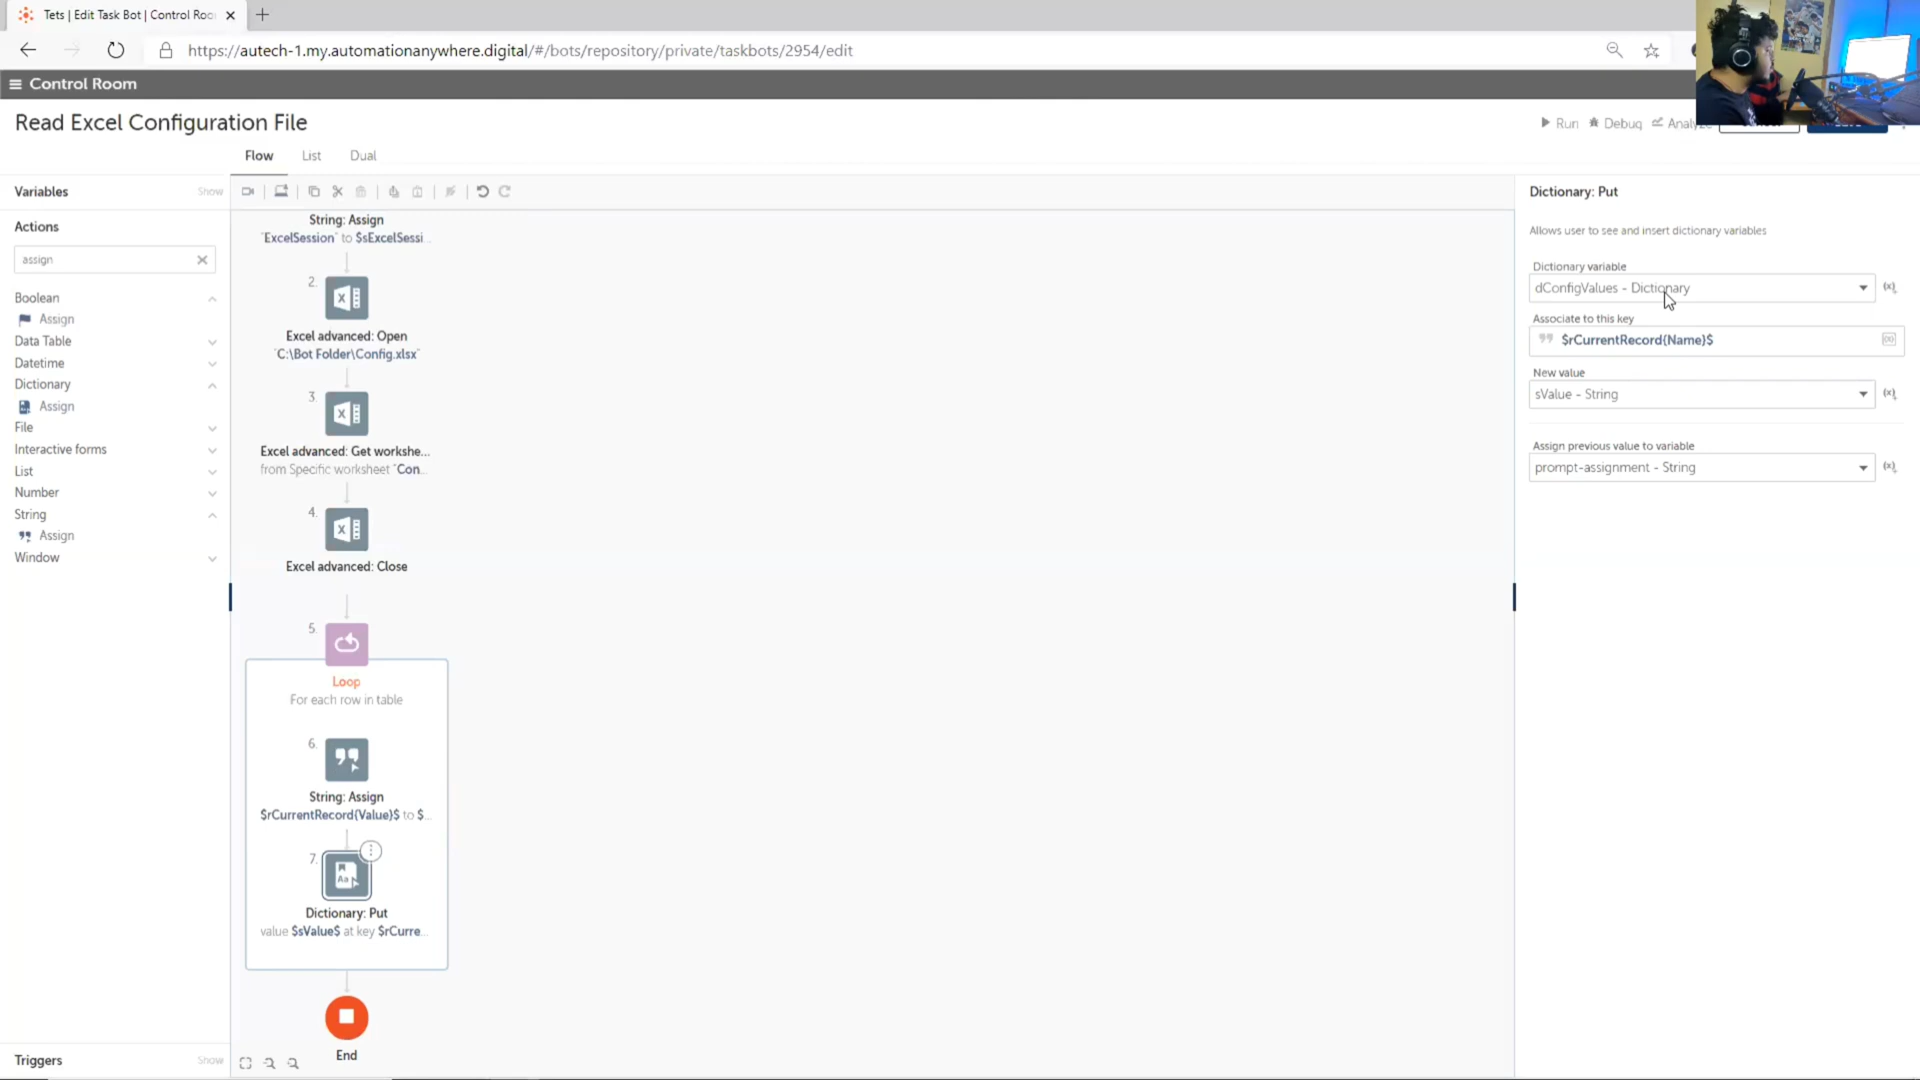 Tets | Edit Task Bot | Control Roo
https://autech-1.my.automationanywhere.digital/#/bots/repository/private/taskbots/2954/edit
Control Room
Read Excel Configuration File
Run
Debug
Analyze
Flow
List
Dual
Variables
Show
Actions
assign
Boolean
Assign
Data Table
Datetime
Dictionary
Assign
File
Interactive forms
List
Number
String
Assign
Window
Triggers
Show
String: Assign
"ExcelSession" to $sExcelSessi...
2.
Excel advanced: Open
"C:\Bot Folder\Config.xlsx"
3.
Excel advanced: Get workshe...
from Specific worksheet "Con...
4.
Excel advanced: Close
5.
Loop
For each row in table
6.
String: Assign
$rCurrentRecord{Value}$ to $...
7.
Dictionary: Put
value $sValue$ at key $rCurre...
End
Dictionary: Put
Allows user to see and insert dictionary variables
Dictionary variable
dConfigValues - Dictionary
Associate to this key
$rCurrentRecord{Name}$
New value
sValue - String
Assign previous value to variable
prompt-assignment - String